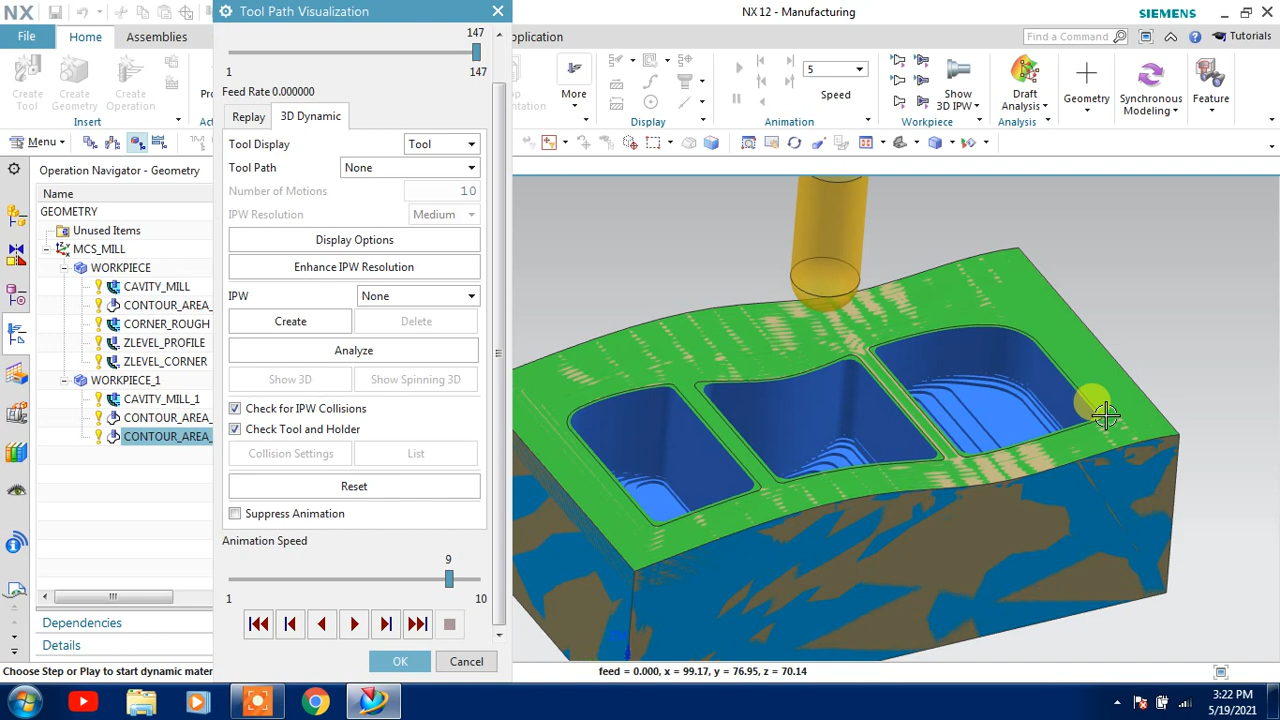 NX
Window
NX 12 - Manufacturing
SIEMENS
File
Home
Assemblies
pplication
Find a Command
Tutorials
Create Tool
Create Geometry
Create Operation
Insert
More
Display
5
Speed
Animation
Show 3D IPW
Workpiece
Draft Analysis
Analysis
Geometry
Synchronous Modeling
Feature
Menu
Operation Navigator - Geometry
Name
GEOMETRY
Unused Items
MCS_MILL
WORKPIECE
CAVITY_MILL
CONTOUR_AREA_
CORNER_ROUGH
ZLEVEL_PROFILE
ZLEVEL_CORNER
WORKPIECE_1
CAVITY_MILL_1
CONTOUR_AREA_
CONTOUR_AREA_
Dependencies
Details
Choose Step or Play to start dynamic mater
Tool Path Visualization
147
1
147
Feed Rate 0.000000
Replay
3D Dynamic
Tool Display
Tool
Tool Path
None
Number of Motions
10
IPW Resolution
Medium
Display Options
Enhance IPW Resolution
IPW
None
Create
Delete
Analyze
Show 3D
Show Spinning 3D
Check for IPW Collisions
Check Tool and Holder
Collision Settings
List
Reset
Suppress Animation
Animation Speed
9
1
10
OK
Cancel
feed = 0.000, x = 99.17, y = 76.95, z = 70.14
3:22 PM
5/19/2021